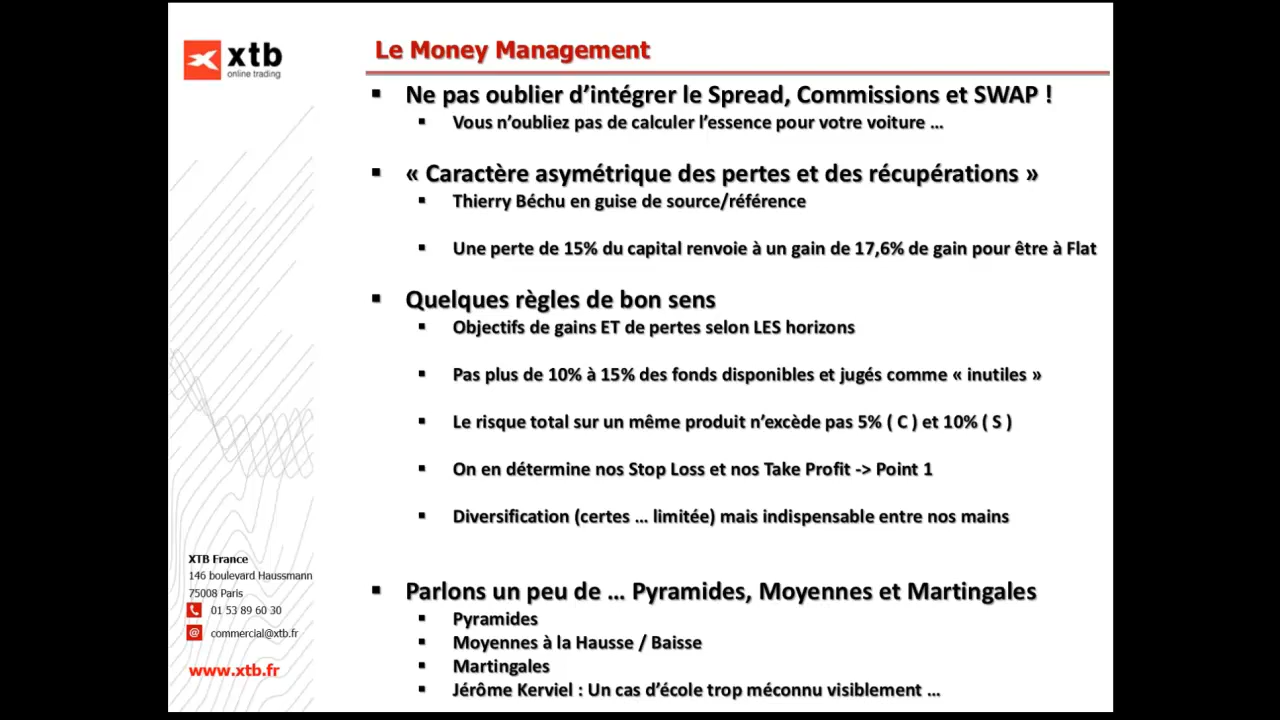 xtb
online trading
Le Money Management
▪ Ne pas oublier d’intégrer le Spread, Commissions et SWAP !
▪ Vous n’oubliez pas de calculer l’essence pour votre voiture …
▪ « Caractère asymétrique des pertes et des récupérations »
▪ Thierry Béchu en guise de source/référence
▪ Une perte de 15% du capital renvoie à un gain de 17,6% de gain pour être à Flat
▪ Quelques règles de bon sens
▪ Objectifs de gains ET de pertes selon LES horizons
▪ Pas plus de 10% à 15% des fonds disponibles et jugés comme « inutiles »
▪ Le risque total sur un même produit n’excède pas 5% ( C ) et 10% ( S )
▪ On en détermine nos Stop Loss et nos Take Profit -> Point 1
▪ Diversification (certes … limitée) mais indispensable entre nos mains
▪ Parlons un peu de … Pyramides, Moyennes et Martingales
▪ Pyramides
▪ Moyennes à la Hausse / Baisse
▪ Martingales
▪ Jérôme Kerviel : Un cas d’école trop méconnu visiblement …
XTB France
146 boulevard Haussmann
75008 Paris
01 53 89 60 30
@ commercial@xtb.fr
www.xtb.fr